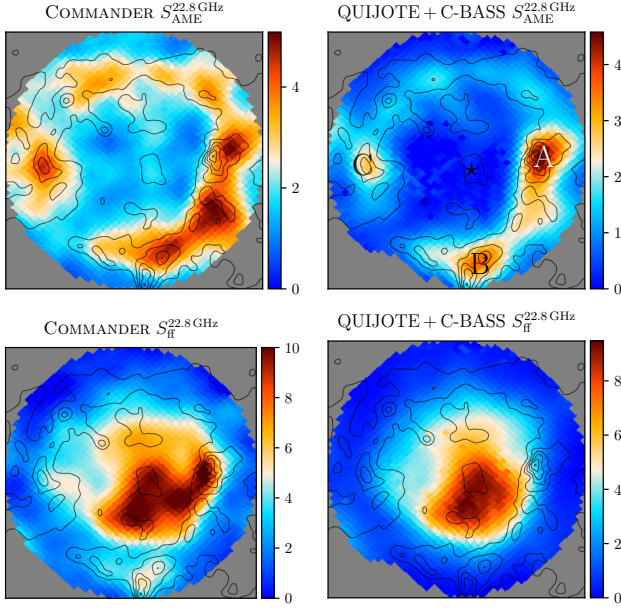 COMMANDER S_AME^22.8 GHz
QUIJOTE + C-BASS S_AME^22.8 GHz
4
2
0
C
A
B
4
3
2
1
0
COMMANDER S_ff^22.8 GHz
QUIJOTE + C-BASS S_ff^22.8 GHz
10
8
6
4
2
0
8
6
4
2
0